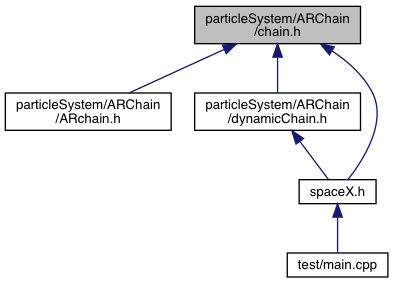 particleSystem/ARChain
/chain.h
particleSystem/ARChain
/ARchain.h
particleSystem/ARChain
/dynamicChain.h
spaceX.h
test/main.cpp